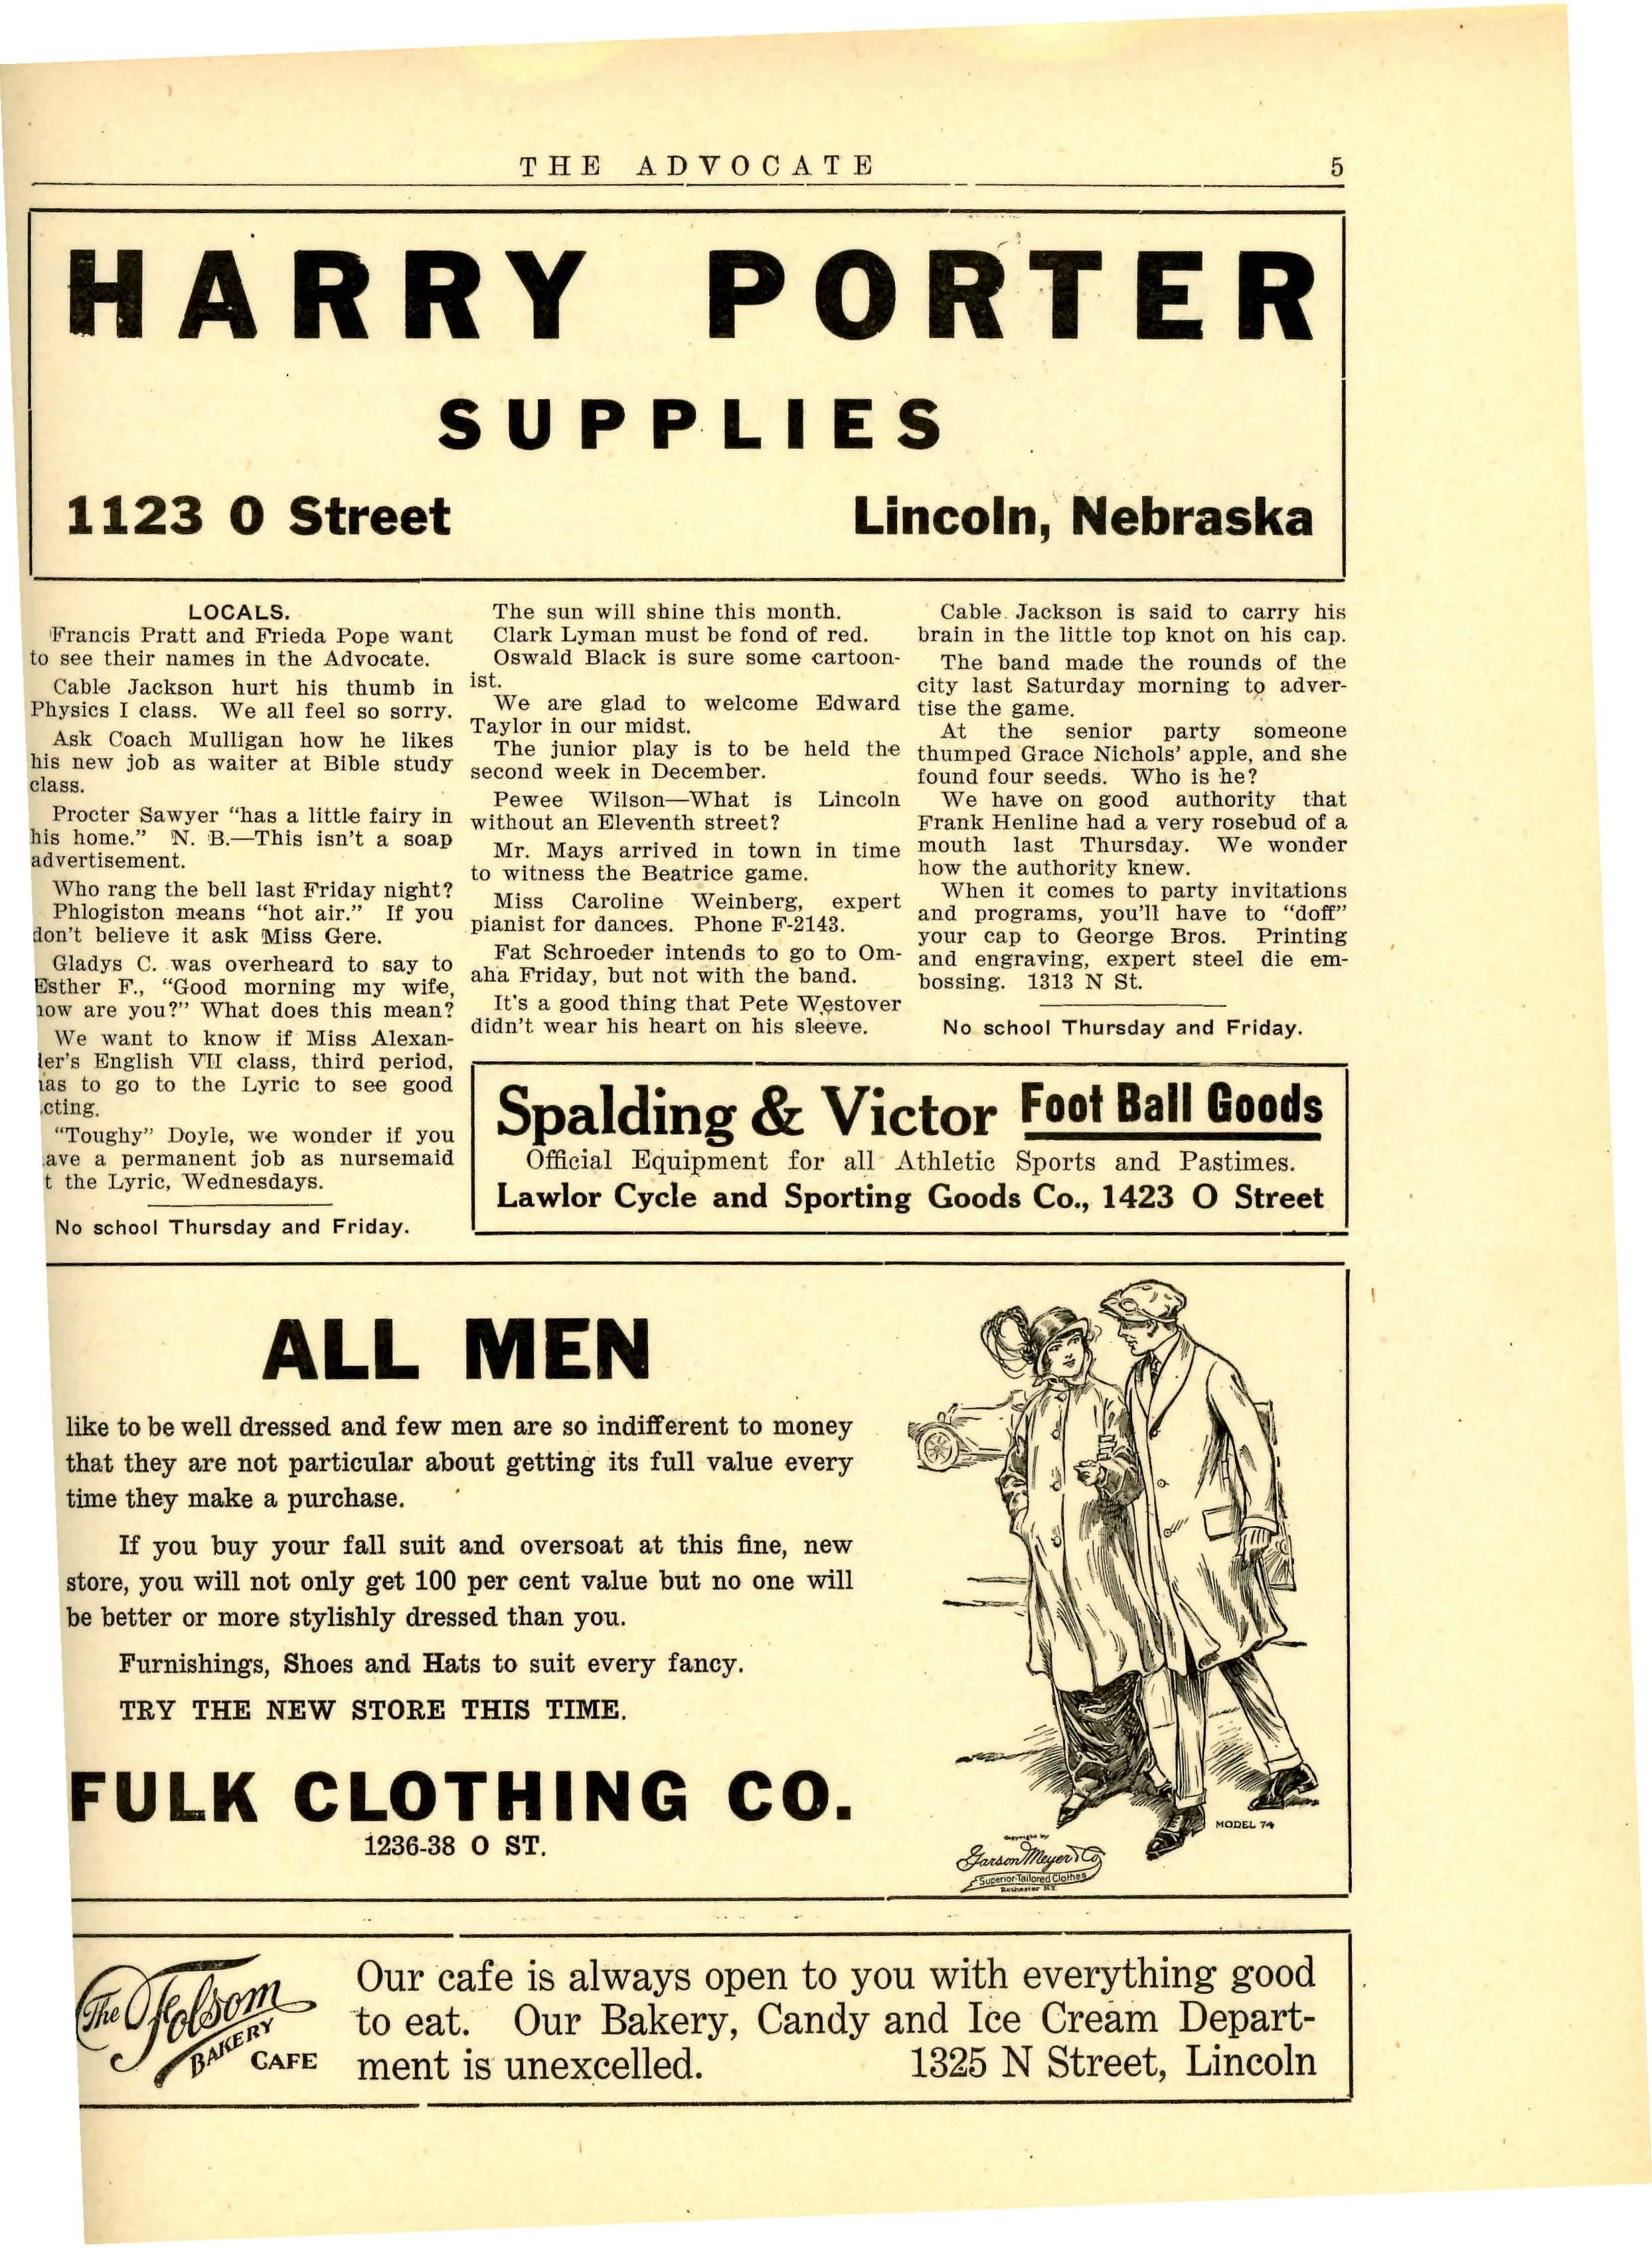 THE ADVOCATE 5
HARRY PORTER
SUPPLIES
1123 O Street Lincoln, Nebraska
LOCALS.
Francis Pratt and Frieda Pope want
to see their names in the Advocate.
Cable Jackson hurt his thumb in
Physics I class. We all feel so sorry.
Ask Coach Mulligan how he likes
his new job as waiter at Bible study
class.
Procter Sawyer "has a little fairy in
his home." N. B.—This isn't a soap
advertisement.
Who rang the bell last Friday night?
Phlogiston means "hot air." If you
don't believe it ask Miss Gere.
Gladys C. was overheard to say to
Esther F., "Good morning my wife,
how are you?" What does this mean?
We want to know if Miss Alexan-
der's English VII class, third period,
has to go to the Lyric to see good
acting.
"Toughy" Doyle, we wonder if you
have a permanent job as nursemaid
at the Lyric, Wednesdays.
No school Thursday and Friday.
The sun will shine this month.
Clark Lyman must be fond of red.
Oswald Black is sure some cartoon-
ist.
We are glad to welcome Edward
Taylor in our midst.
The junior play is to be held the
second week in December.
Pewee Wilson—What is Lincoln
without an Eleventh street?
Mr. Mays arrived in town in time
to witness the Beatrice game.
Miss Caroline Weinberg, expert
pianist for dances. Phone F-2143.
Fat Schroeder intends to go to Om-
aha Friday, but not with the band.
It's a good thing that Pete Westover
didn't wear his heart on his sleeve.
Cable Jackson is said to carry his
brain in the little top knot on his cap.
The band made the rounds of the
city last Saturday morning to adver-
tise the game.
At the senior party someone
thumped Grace Nichols' apple, and she
found four seeds. Who is he?
We have on good authority that
Frank Henline had a very rosebud of a
mouth last Thursday. We wonder
how the authority knew.
When it comes to party invitations
and programs, you'll have to "doff"
your cap to George Bros. Printing
and engraving, expert steel die em-
bossing. 1313 N St.
No school Thursday and Friday.
Spalding & Victor Foot Ball Goods
Official Equipment for all Athletic Sports and Pastimes.
Lawlor Cycle and Sporting Goods Co., 1423 O Street
ALL MEN
like to be well dressed and few men are so indifferent to money
that they are not particular about getting its full value every
time they make a purchase.
If you buy your fall suit and oversoat at this fine, new
store, you will not only get 100 per cent value but no one will
be better or more stylishly dressed than you.
Furnishings, Shoes and Hats to suit every fancy.
TRY THE NEW STORE THIS TIME.
FULK CLOTHING CO.
1236-38 O ST.
MODEL 74
Copyright by
Garson Meyer & Co
Superior-Tailored Clothes
Rochester N.Y.
The Folsom
BAKERY
CAFE
Our cafe is always open to you with everything good
to eat. Our Bakery, Candy and Ice Cream Depart-
ment is unexcelled. 1325 N Street, Lincoln